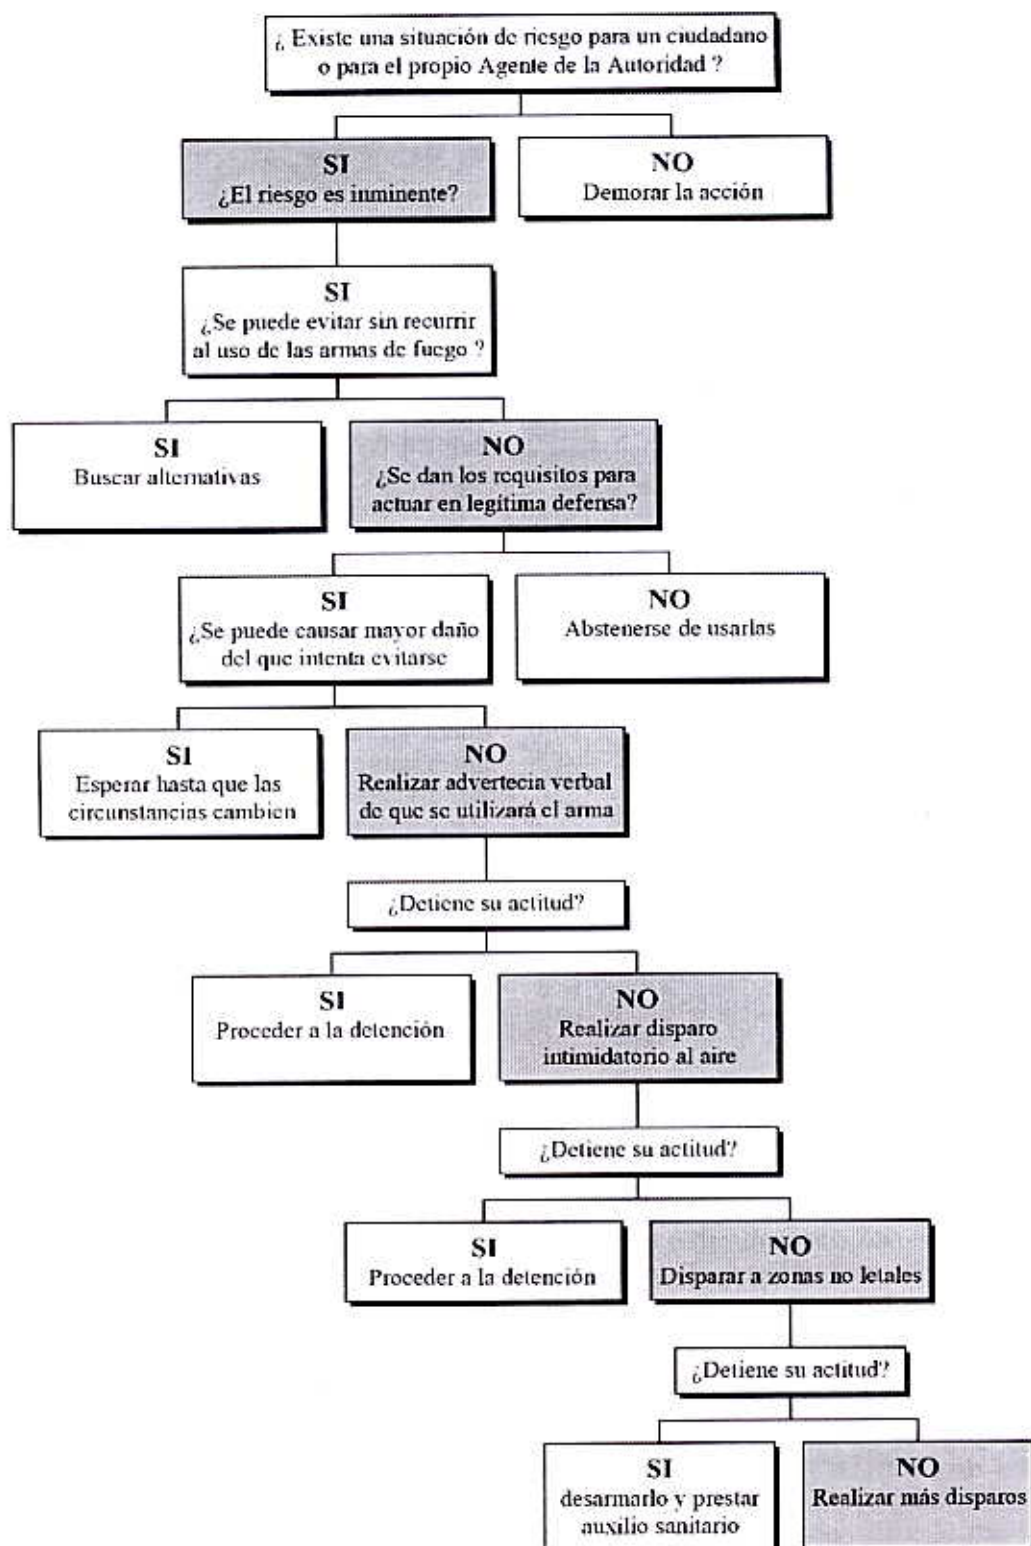 ¿ Existe una situación de riesgo para un ciudadano
o para el propio Agente de la Autoridad ?
SI
¿El riesgo es inminente?
NO
Demorar la acción
SI
¿Se puede evitar sin recurrir
al uso de las armas de fuego ?
SI
Buscar alternativas
NO
¿Se dan los requisitos para
actuar en legítima defensa?
SI
¿Se puede causar mayor daño
del que intenta evitarse
NO
Abstenerse de usarlas
SI
Esperar hasta que las
circunstancias cambien
NO
Realizar advertecia verbal
de que se utilizará el arma
¿Detiene su actitud?
SI
Proceder a la detención
NO
Realizar disparo
intimidatorio al aire
¿Detiene su actitud?
SI
Proceder a la detención
NO
Disparar a zonas no letales
¿Detiene su actitud?
SI
desarmarlo y prestar
auxilio sanitario
NO
Realizar más disparos